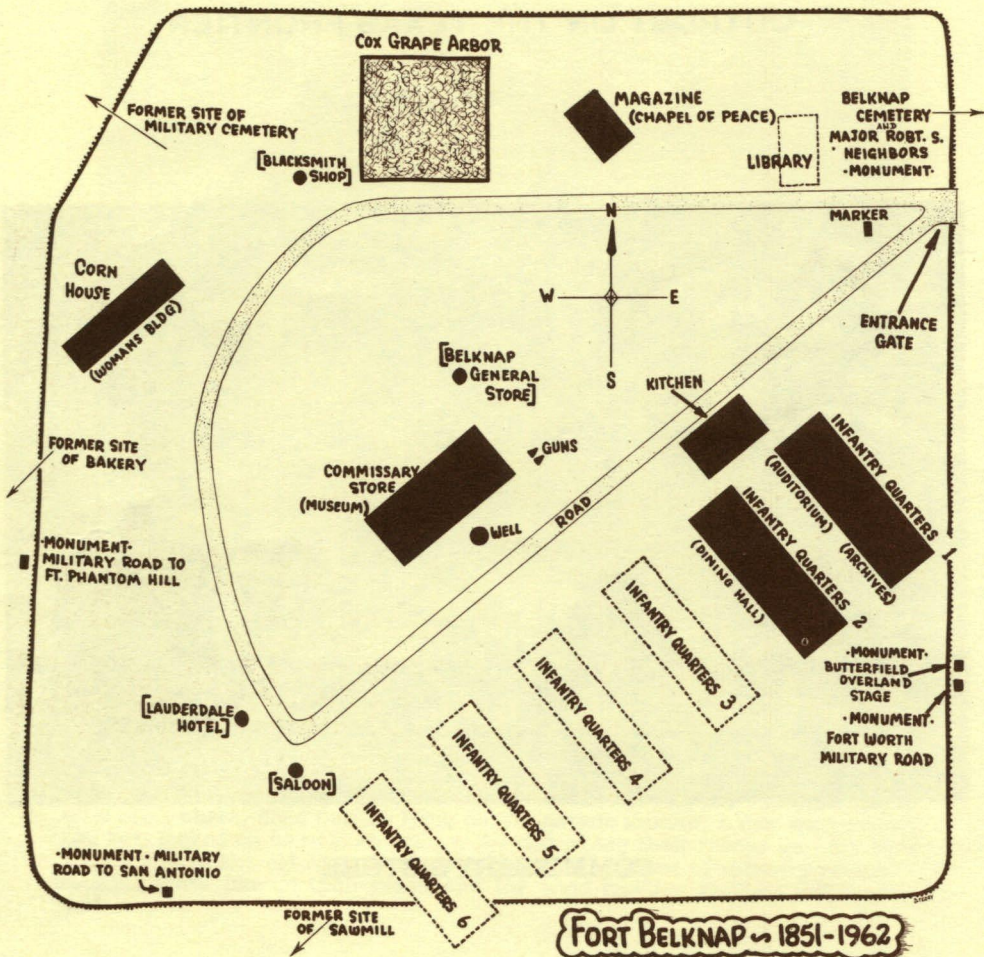 COX GRAPE ARBOR
FORMER SITE OF
MILITARY CEMETERY
[BLACKSMITH
SHOP]
MAGAZINE
(CHAPEL OF PEACE)
LIBRARY
BELKNAP
CEMETERY
AND
MAJOR ROBT. S.
NEIGHBORS
·MONUMENT·
MARKER
ENTRANCE
GATE
N
W
E
S
CORN
HOUSE
(WOMANS BLDG)
[BELKNAP
GENERAL
STORE]
KITCHEN
FORMER SITE
OF BAKERY
COMMISSARY
STORE
(MUSEUM)
GUNS
WELL
ROAD
INFANTRY QUARTERS
(AUDITORIUM) (ARCHIVES)
INFANTRY QUARTERS 2
(DINING HALL)
·MONUMENT·
MILITARY ROAD TO
FT. PHANTOM HILL
INFANTRY QUARTERS 3
INFANTRY QUARTERS 4
INFANTRY QUARTERS 5
INFANTRY QUARTERS 6
·MONUMENT·
BUTTERFIELD
OVERLAND
STAGE
·MONUMENT·
FORT WORTH
MILITARY ROAD
[LAUDERDALE
HOTEL]
[SALOON]
·MONUMENT· MILITARY
ROAD TO SAN ANTONIO
FORMER SITE
OF SAWMILL
FORT BELKNAP ~ 1851-1962